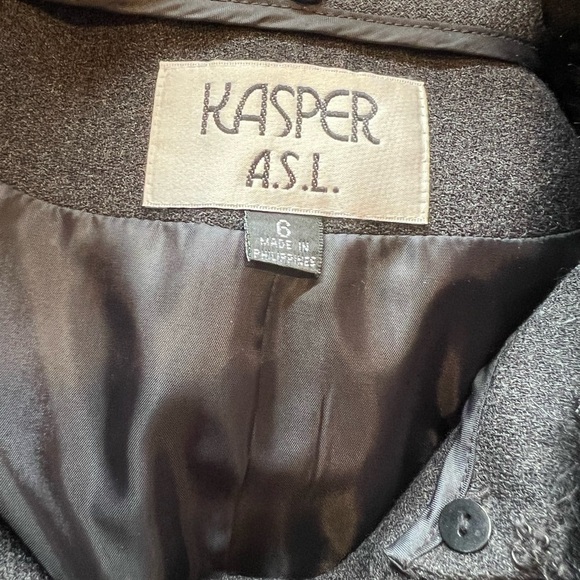 KASPER
A.S.L.
6
MADE IN
PHILIPPINES